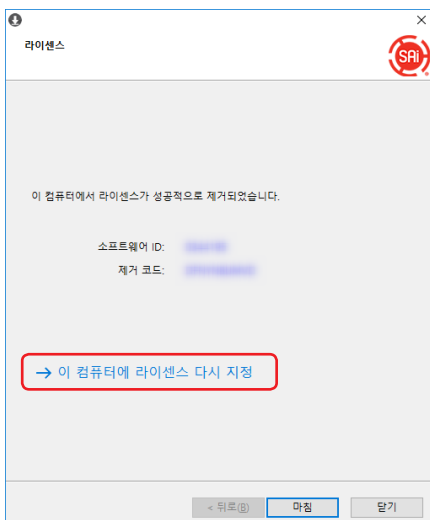 라이센스
SAi
이 컴퓨터에서 라이센스가 성공적으로 제거되었습니다.
소프트웨어 ID:
제거 코드:
→ 이 컴퓨터에 라이센스 다시 지정
< 뒤로(B) 마침 닫기